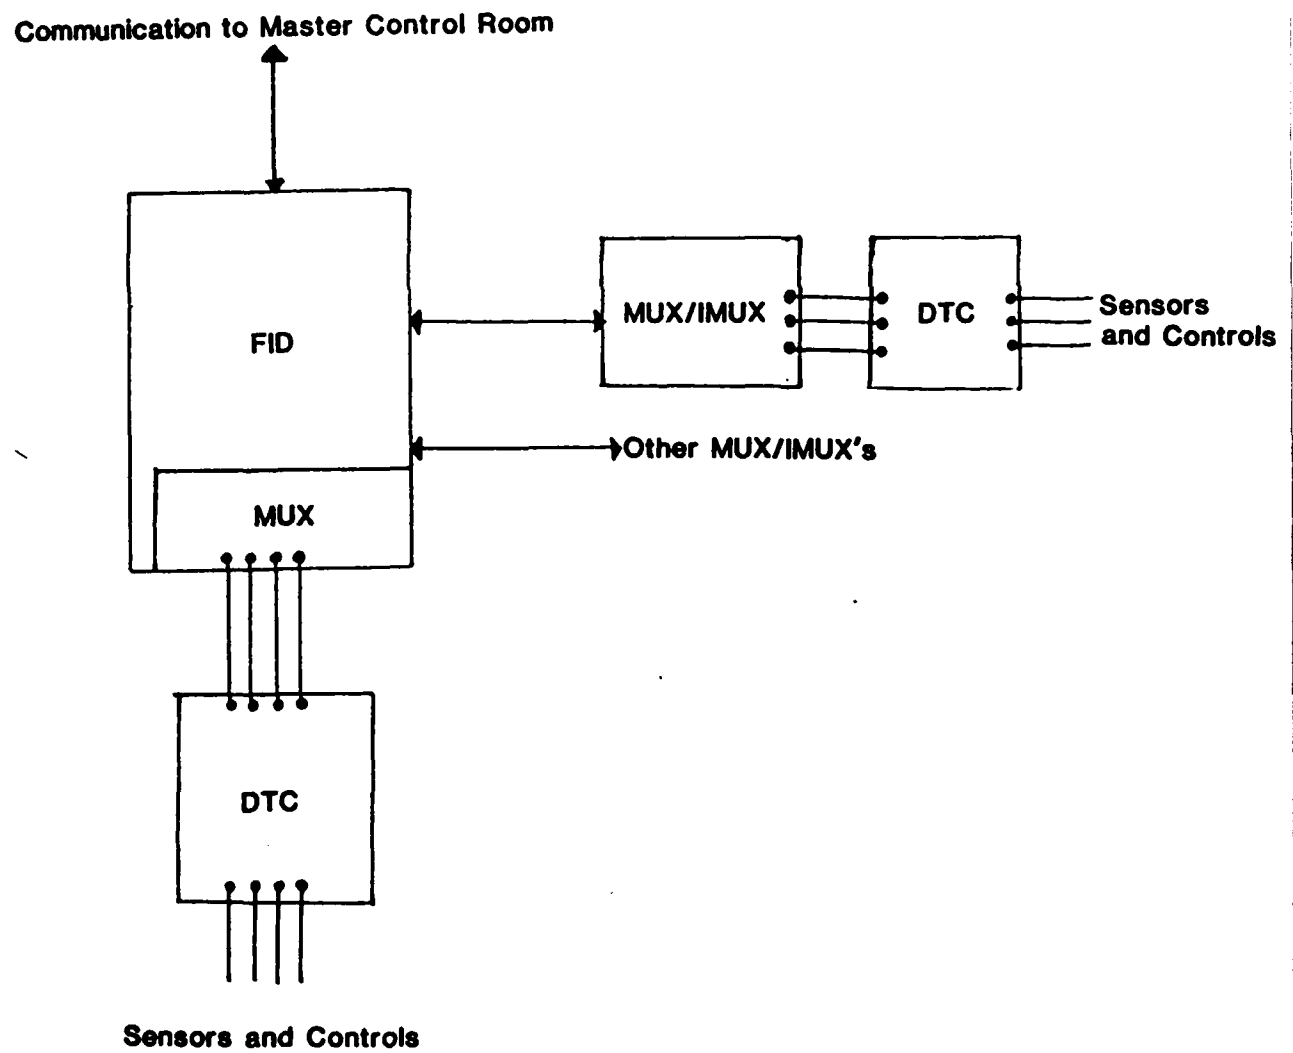 Communication to Master Control Room
FID
MUX/IMUX
DTC
Sensors
and Controls
Other MUX/IMUX's
MUX
DTC
Sensors and Controls